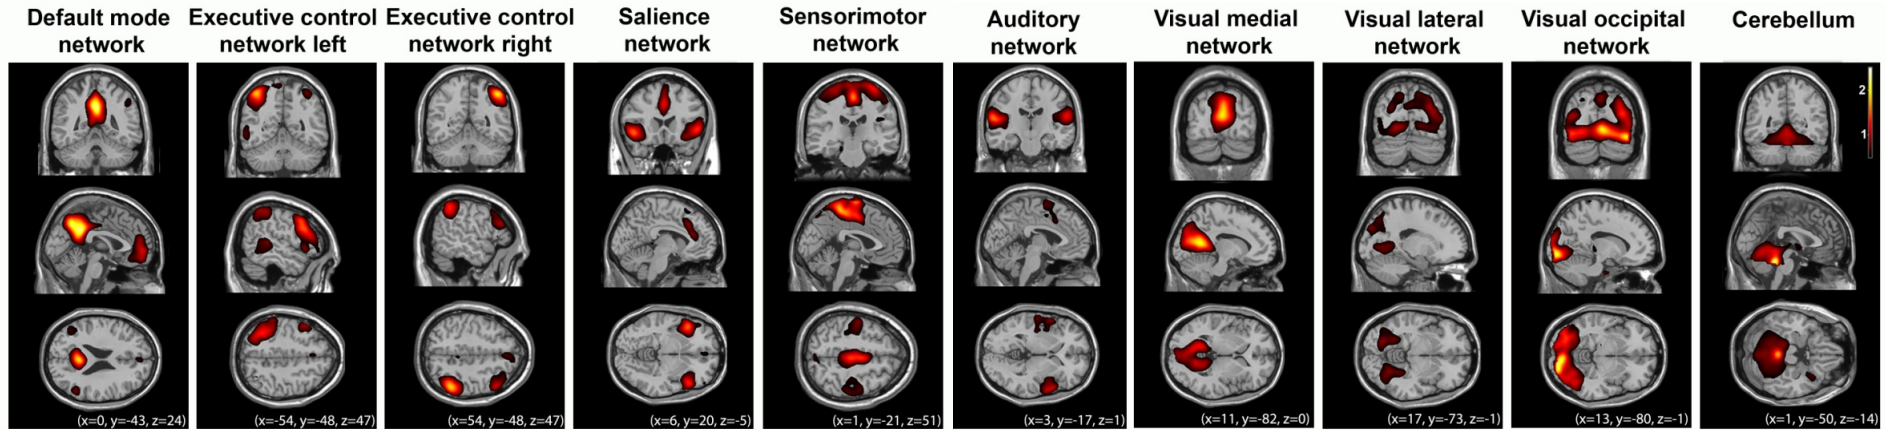 Default mode
network
Executive control
network left
Executive control
network right
Salience
network
Sensorimotor
network
Auditory
network
Visual medial
network
Visual lateral
network
Visual occipital
network
Cerebellum
2
1
(x=0, y=-43, z=24)
(x=-54, y=-48, z=47)
(x=54, y=-48, z=47)
(x=6, y=20, z=-5)
(x=1, y=-21, z=51)
(x=3, y=-17, z=1)
(x=11, y=-82, z=0)
(x=17, y=-73, z=-1)
(x=13, y=-80, z=-1)
(x=1, y=-50, z=-14)